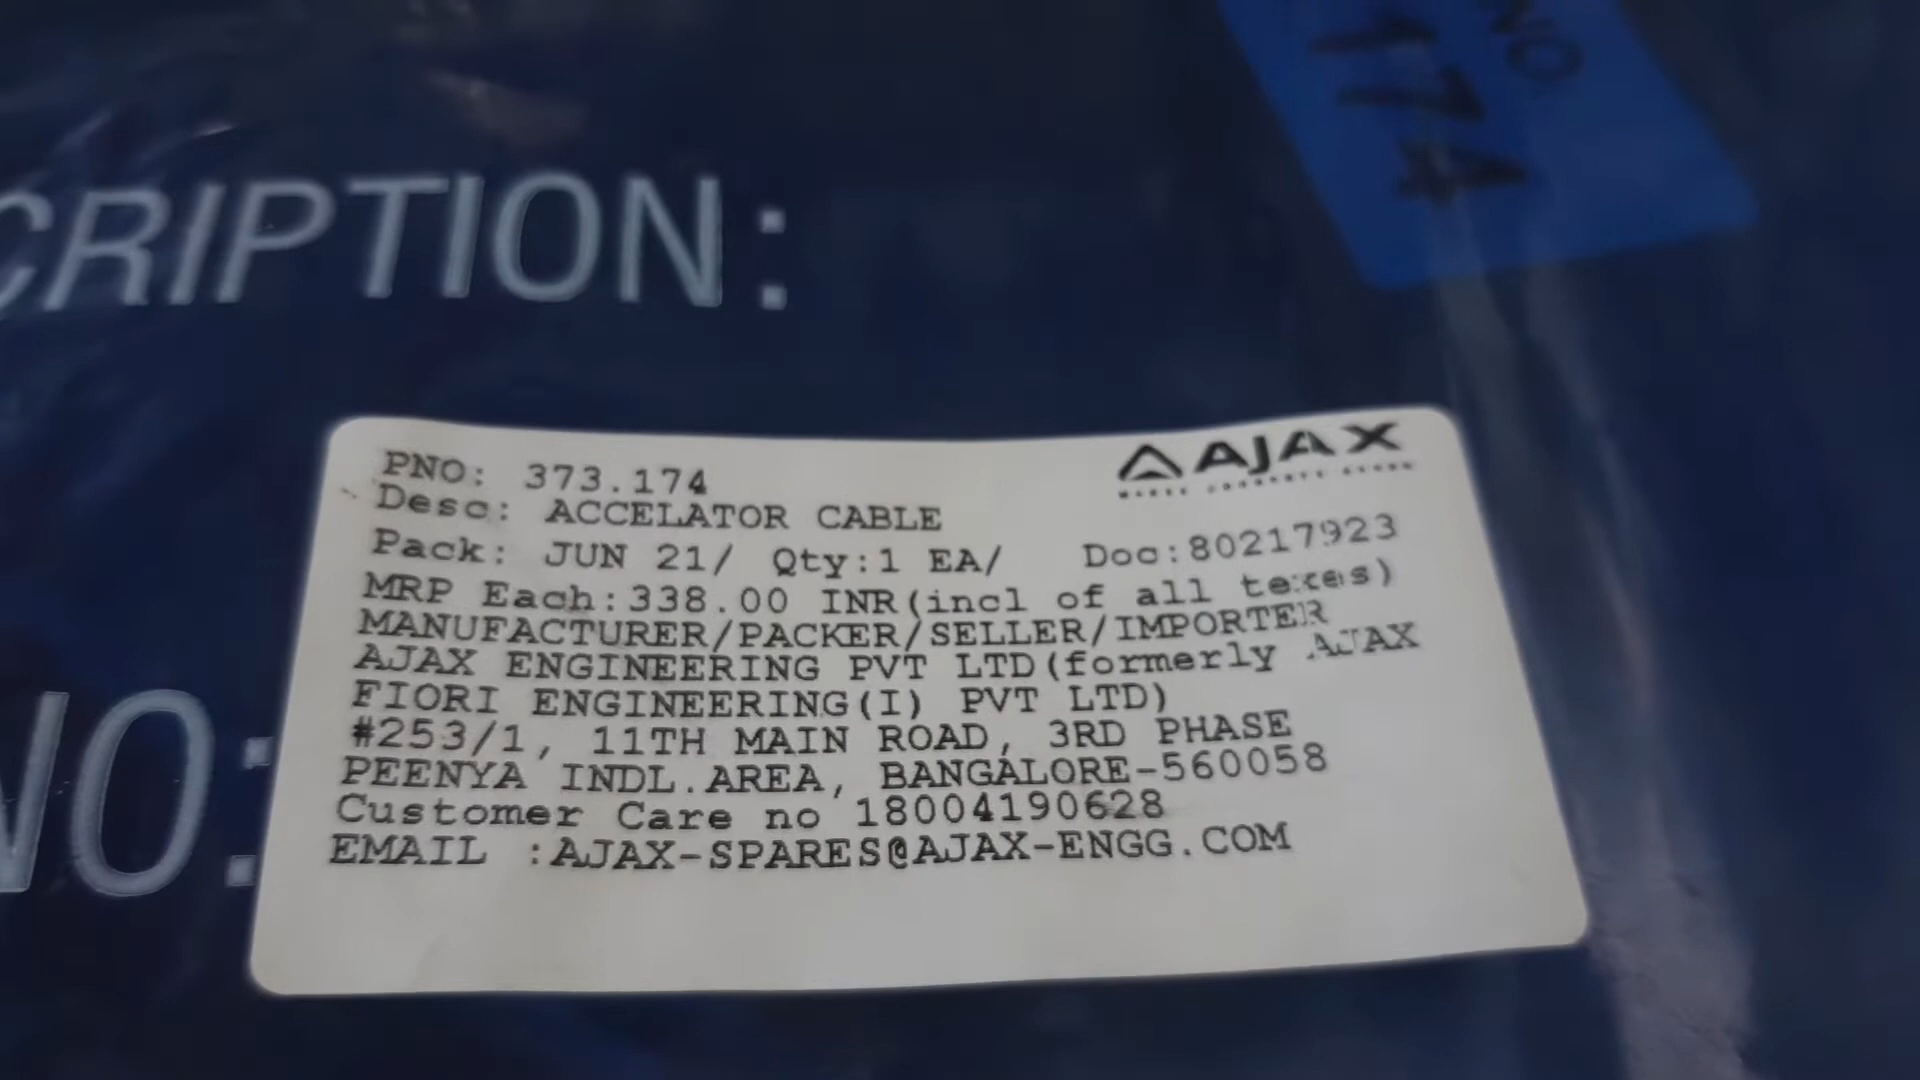 NO
174
CRIPTION:
AJAX
PNO: 373.174
Desc: ACCELATOR CABLE
Pack: JUN 21/ Qty:1 EA/ Doc:80217923
MRP Each:338.00 INR(incl of all texes)
MANUFACTURER/PACKER/SELLER/IMPORTER
AJAX ENGINEERING PVT LTD(formerly AJAX
FIORI ENGINEERING(I) PVT LTD)
#253/1, 11TH MAIN ROAD, 3RD PHASE
PEENYA INDL.AREA, BANGALORE-560058
Customer Care no 18004190628
EMAIL :AJAX-SPARES@AJAX-ENGG.COM
NO: